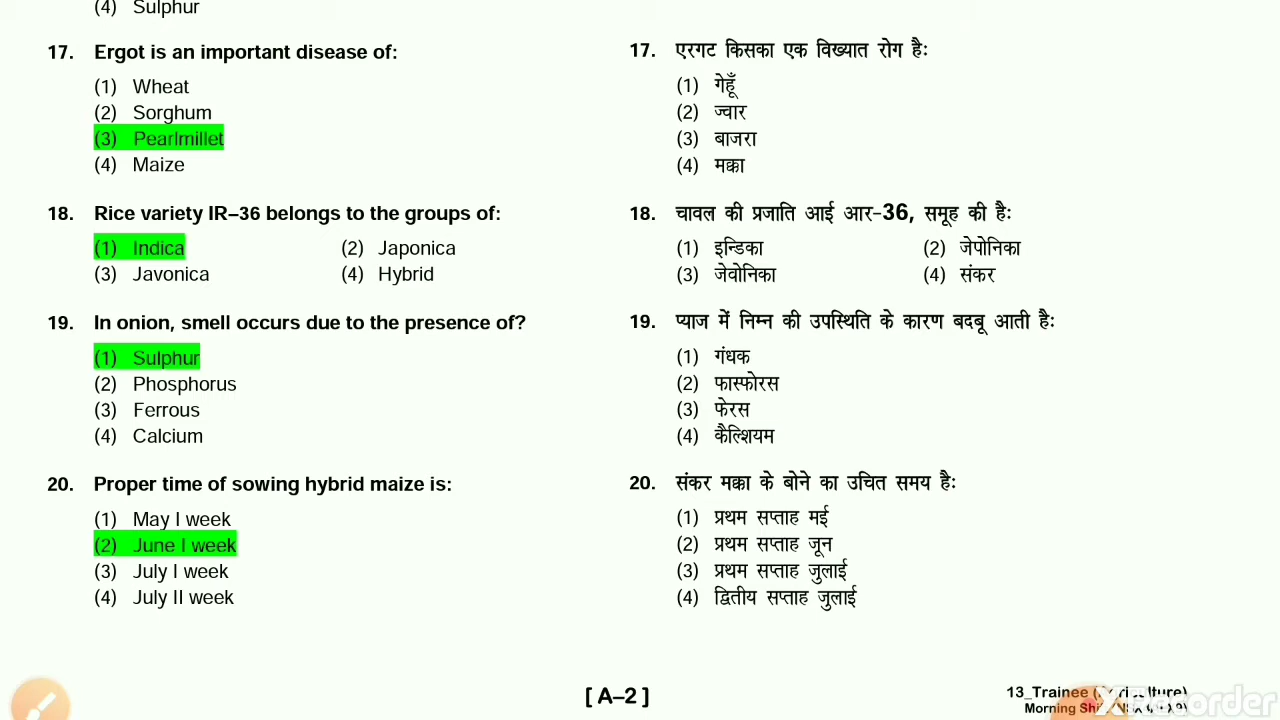 (4) Sulphur
17. Ergot is an important disease of:
(1) Wheat
(2) Sorghum
(3) Pearlmillet
(4) Maize
18. Rice variety IR–36 belongs to the groups of:
(1) Indica (2) Japonica
(3) Javonica (4) Hybrid
19. In onion, smell occurs due to the presence of?
(1) Sulphur
(2) Phosphorus
(3) Ferrous
(4) Calcium
20. Proper time of sowing hybrid maize is:
(1) May I week
(2) June I week
(3) July I week
(4) July II week
17. एरगट किसका एक विख्यात रोग है:
(1) गेहूँ
(2) ज्वार
(3) बाजरा
(4) मक्का
18. चावल की प्रजाति आई आर-36, समूह की है:
(1) इन्डिका (2) जेपोनिका
(3) जेवोनिका (4) संकर
19. प्याज में निम्न की उपस्थिति के कारण बदबू आती है:
(1) गंधक
(2) फास्फोरस
(3) फेरस
(4) कैल्शियम
20. संकर मक्का के बोने का उचित समय है:
(1) प्रथम सप्ताह मई
(2) प्रथम सप्ताह जून
(3) प्रथम सप्ताह जुलाई
(4) द्वितीय सप्ताह जुलाई
[ A–2 ]
13_Trainee (Agriculture)
Morning Shift
XRecorder